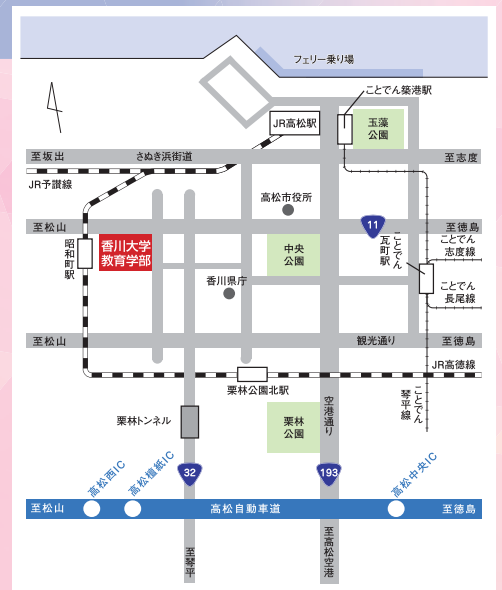 フェリー乗り場
ことでん築港駅
JR高松駅
玉藻
公園
至坂出
さぬき浜街道
至志度
JR予讃線
高松市役所
11
至松山
至徳島
昭和町駅
香川大学
教育学部
中央
公園
ことでん
瓦町駅
ことでん
志度線
香川県庁
ことでん
長尾線
至松山
観光通り
至徳島
JR高徳線
栗林公園北駅
ことでん
琴平線
空港通り
栗林トンネル
栗林
公園
32
193
高松西IC
高松檀紙IC
高松中央IC
至松山
高松自動車道
至徳島
至琴平
至高松空港